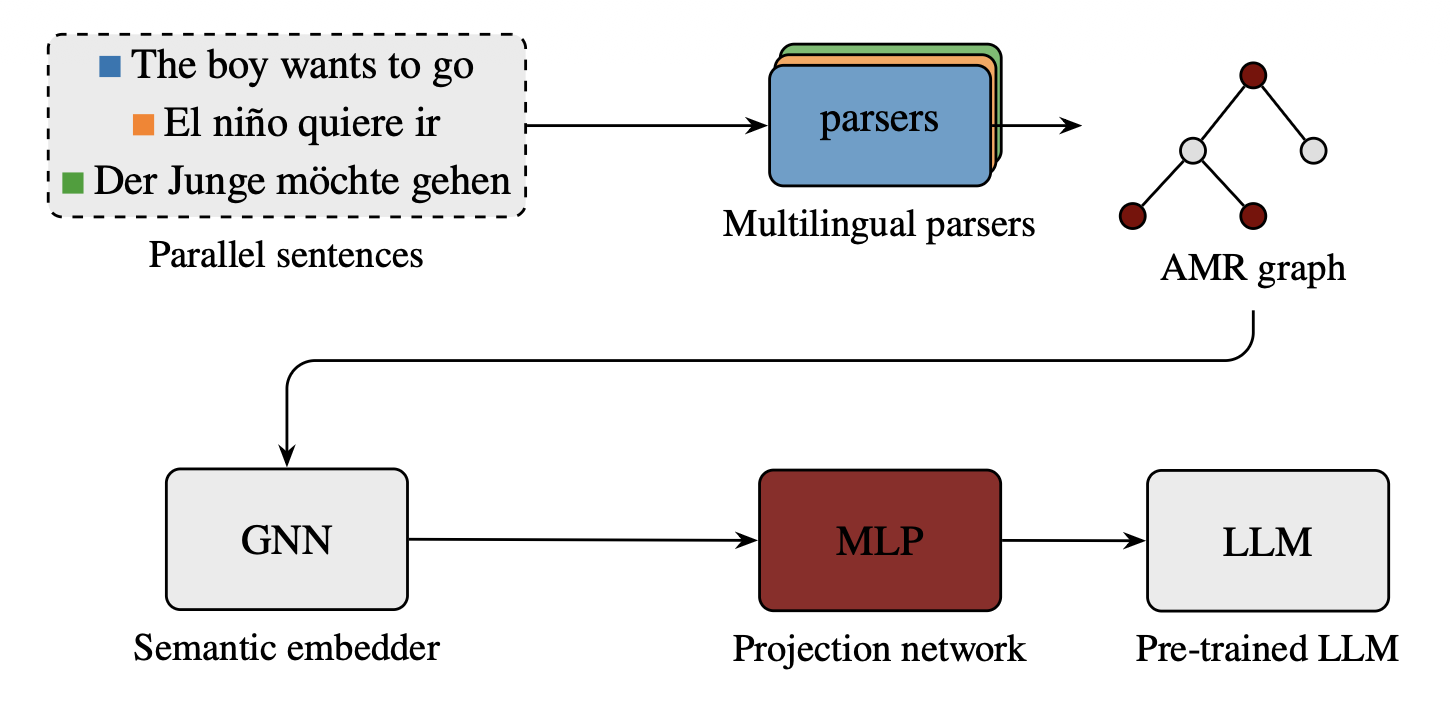 The boy wants to go
El niño quiere ir
Der Junge möchte gehen
Parallel sentences
parsers
Multilingual parsers
AMR graph
GNN
Semantic embedder
MLP
Projection network
LLM
Pre-trained LLM